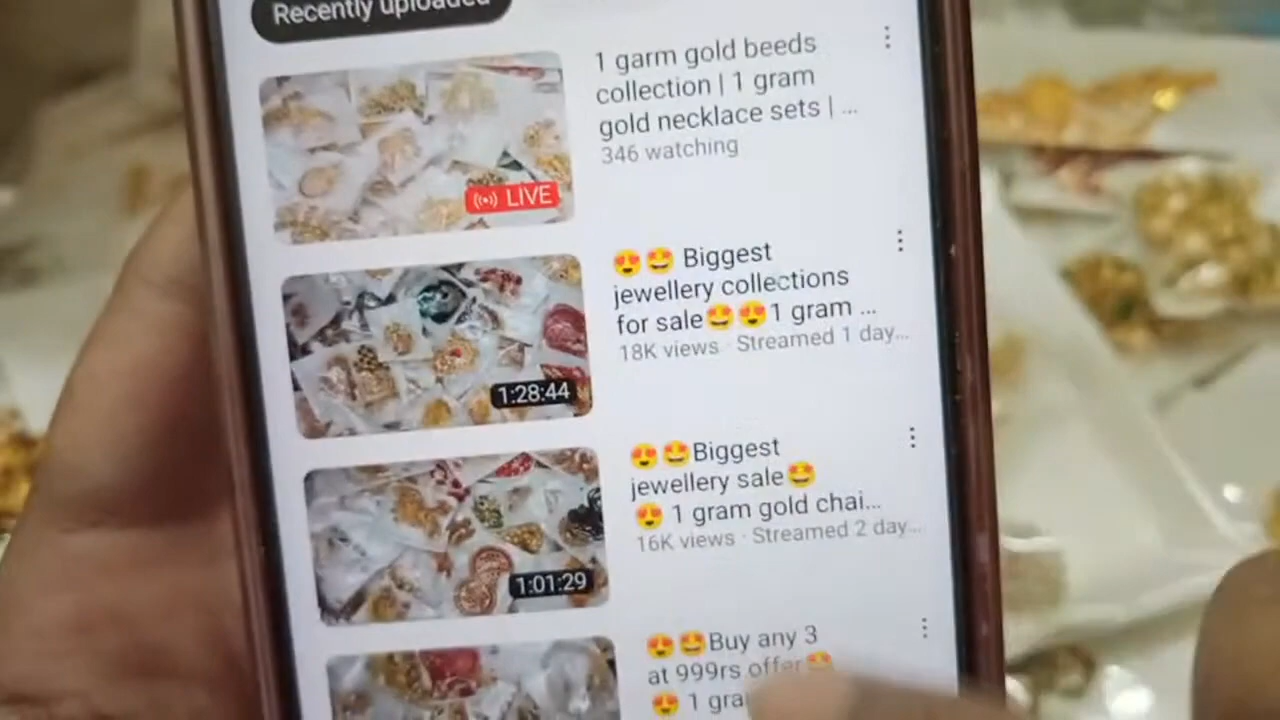 Recently uploaded
1 garm gold beeds
collection | 1 gram
gold necklace sets | ...
346 watching
LIVE
😍🤩 Biggest
jewellery collections
for sale🤩😍1 gram ...
18K views · Streamed 1 day...
1:28:44
😍🤩Biggest
jewellery sale🤩
😍 1 gram gold chai...
16K views · Streamed 2 day...
1:01:29
😍🤩Buy any 3
at 999rs offer🤩
😍 1 gra